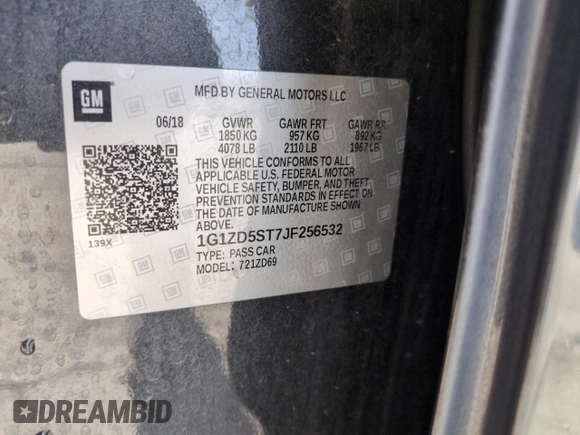 GM
MFD BY GENERAL MOTORS LLC
06/18 GVWR GAWR FRT GAWR RR
1850 KG 957 KG 892 KG
4078 LB 2110 LB 1967 LB
THIS VEHICLE CONFORMS TO ALL
APPLICABLE U.S. FEDERAL MOTOR
VEHICLE SAFETY, BUMPER, AND THEFT
PREVENTION STANDARDS IN EFFECT ON
THE DATE OF MANUFACTURE SHOWN
ABOVE.
139X
1G1ZD5ST7JF256532
TYPE: PASS CAR
MODEL: 721ZD69
DREAMBID